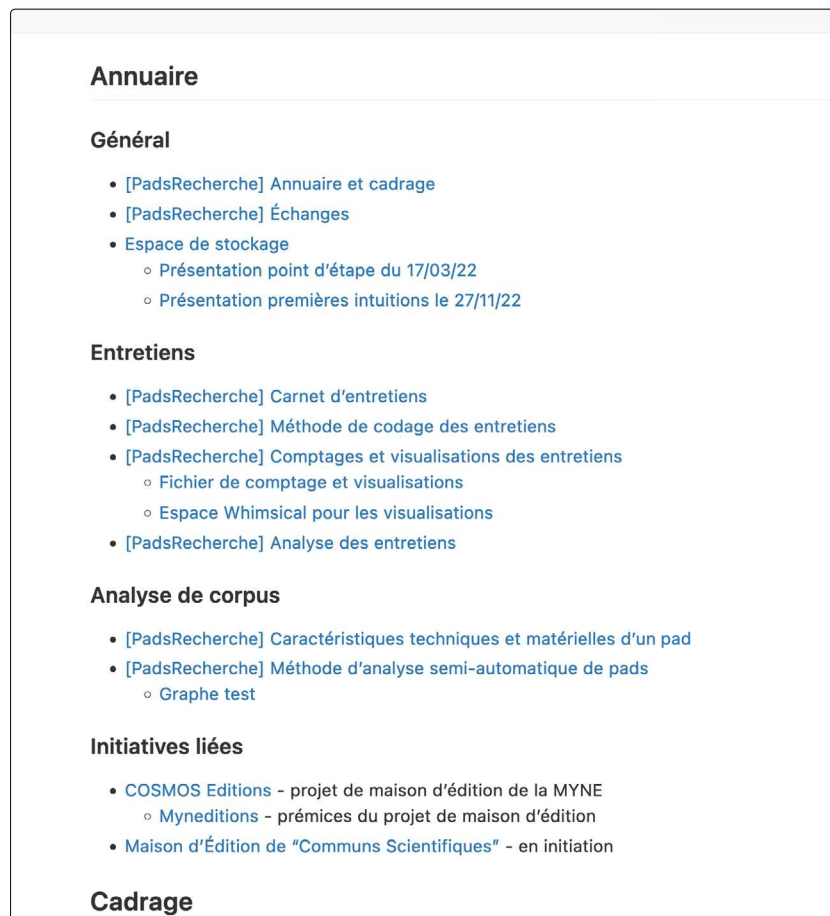 Annuaire
Général
• [PadsRecherche] Annuaire et cadrage
• [PadsRecherche] Échanges
• Espace de stockage
◦ Présentation point d’étape du 17/03/22
◦ Présentation premières intuitions le 27/11/22
Entretiens
• [PadsRecherche] Carnet d’entretiens
• [PadsRecherche] Méthode de codage des entretiens
• [PadsRecherche] Comptages et visualisations des entretiens
◦ Fichier de comptage et visualisations
◦ Espace Whimsical pour les visualisations
• [PadsRecherche] Analyse des entretiens
Analyse de corpus
• [PadsRecherche] Caractéristiques techniques et matérielles d’un pad
• [PadsRecherche] Méthode d’analyse semi-automatique de pads
◦ Graphe test
Initiatives liées
• COSMOS Editions - projet de maison d’édition de la MYNE
◦ Myneditions - prémices du projet de maison d’édition
• Maison d’Édition de “Communs Scientifiques” - en initiation
Cadrage